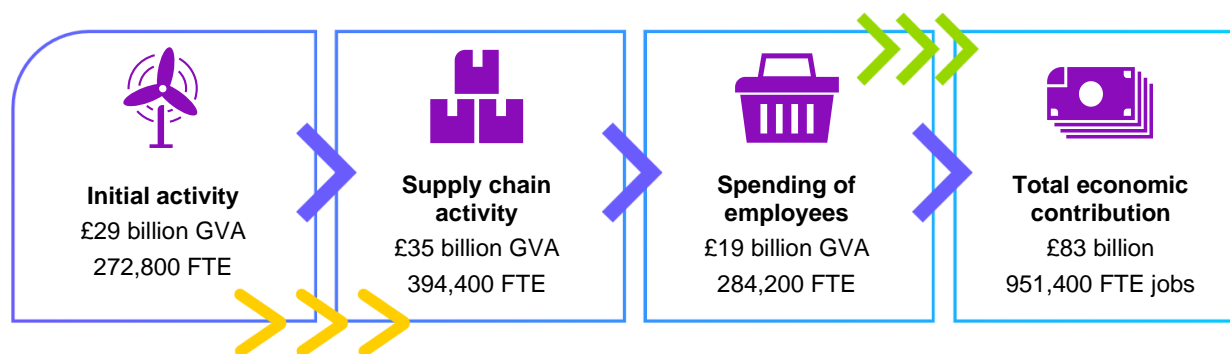 Initial activity
£29 billion GVA
272,800 FTE
Supply chain
activity
£35 billion GVA
394,400 FTE
Spending of
employees
£19 billion GVA
284,200 FTE
Total economic
contribution
£83 billion
951,400 FTE jobs